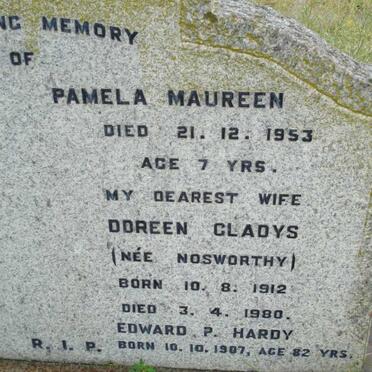 NG MEMORY
OF
PAMELA MAUREEN
DIED 21. 12. 1953
AGE 7 YRS.
MY DEAREST WIFE
DOREEN GLADYS
(NÉE NOSWORTHY)
BORN 10. 8. 1912
DIED 3. 4. 1980.
EDWARD P. HARDY
R. I. P. BORN 10. 10. 1907, AGE 82 YRS.